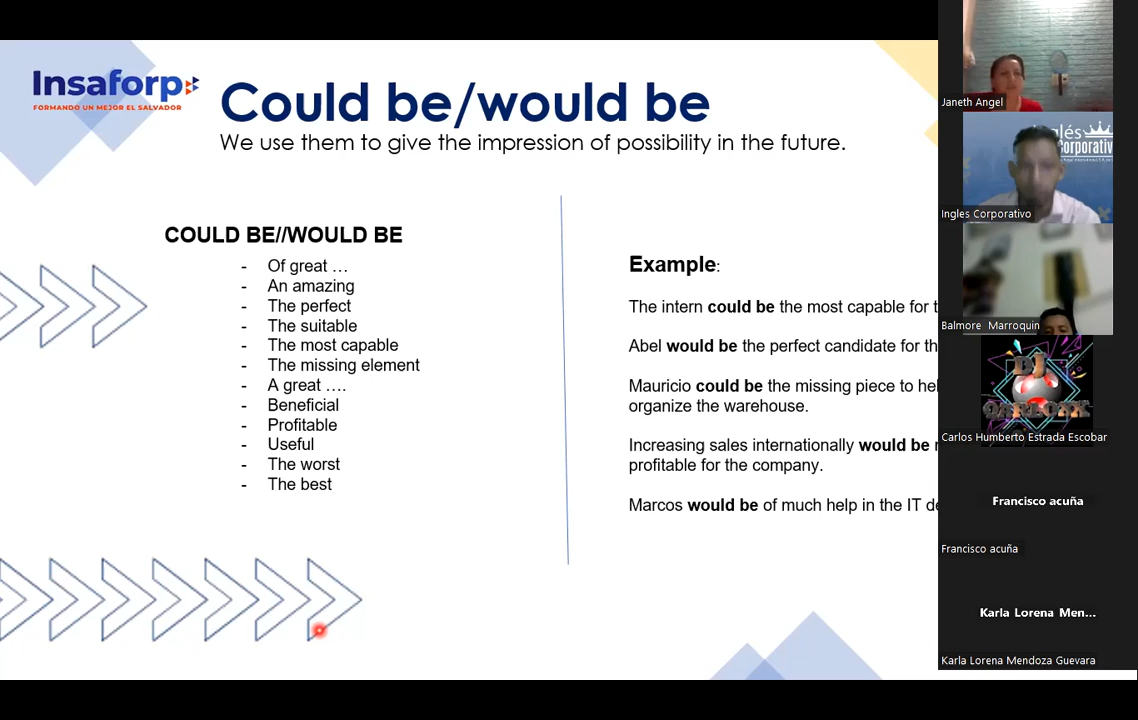 Insaforp
FORMANDO UN MEJOR EL SALVADOR
Could be/would be
We use them to give the impression of possibility in the future.
COULD BE//WOULD BE
- Of great …
- An amazing
- The perfect
- The suitable
- The most capable
- The missing element
- A great ….
- Beneficial
- Profitable
- Useful
- The worst
- The best
Example:
The intern could be the most capable for
Abel would be the perfect candidate for
Mauricio could be the missing piece to
organize the warehouse.
Increasing sales internationally would be
profitable for the company.
Marcos would be of much help in the IT
Janeth Angel
Corporativ
Ingles Corporativo
Balmore Marroquin
DJ
Carlos Humberto Estrada Escobar
Francisco acuña
Francisco acuña
Karla Lorena Men...
Karla Lorena Mendoza Guevara